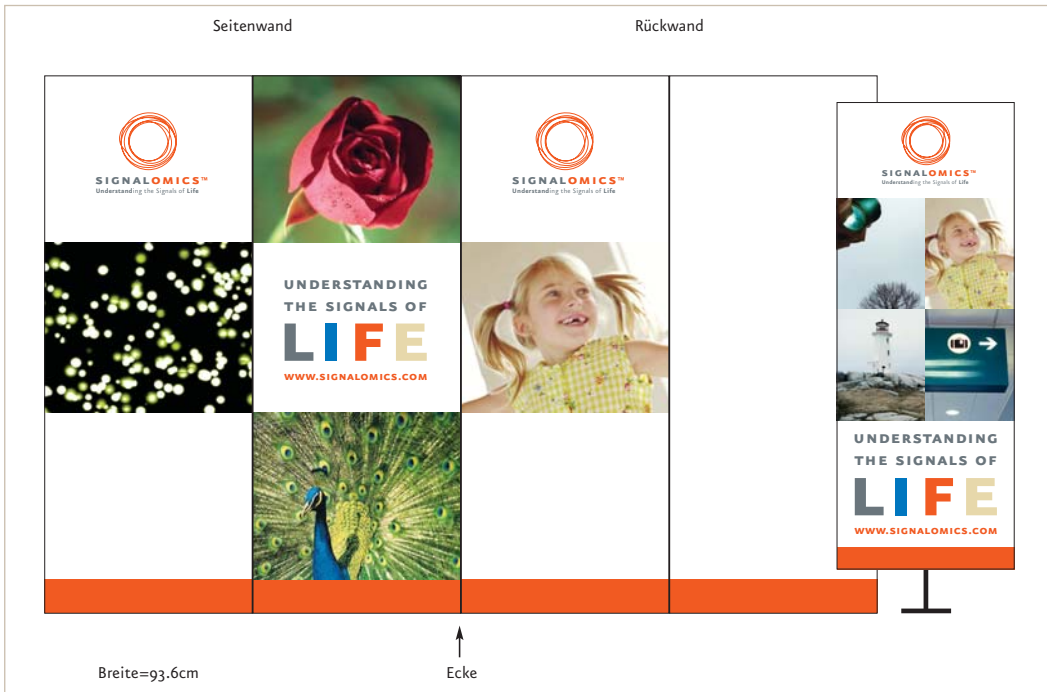 Seitenwand
Rückwand
SIGNALOMICS™
Understanding the Signals of Life
UNDERSTANDING
THE SIGNALS OF
LIFE
WWW.SIGNALOMICS.COM
SIGNALOMICS™
Understanding the Signals of Life
SIGNALOMICS™
Understanding the Signals of Life
UNDERSTANDING
THE SIGNALS OF
LIFE
WWW.SIGNALOMICS.COM
Breite=93.6cm
Ecke